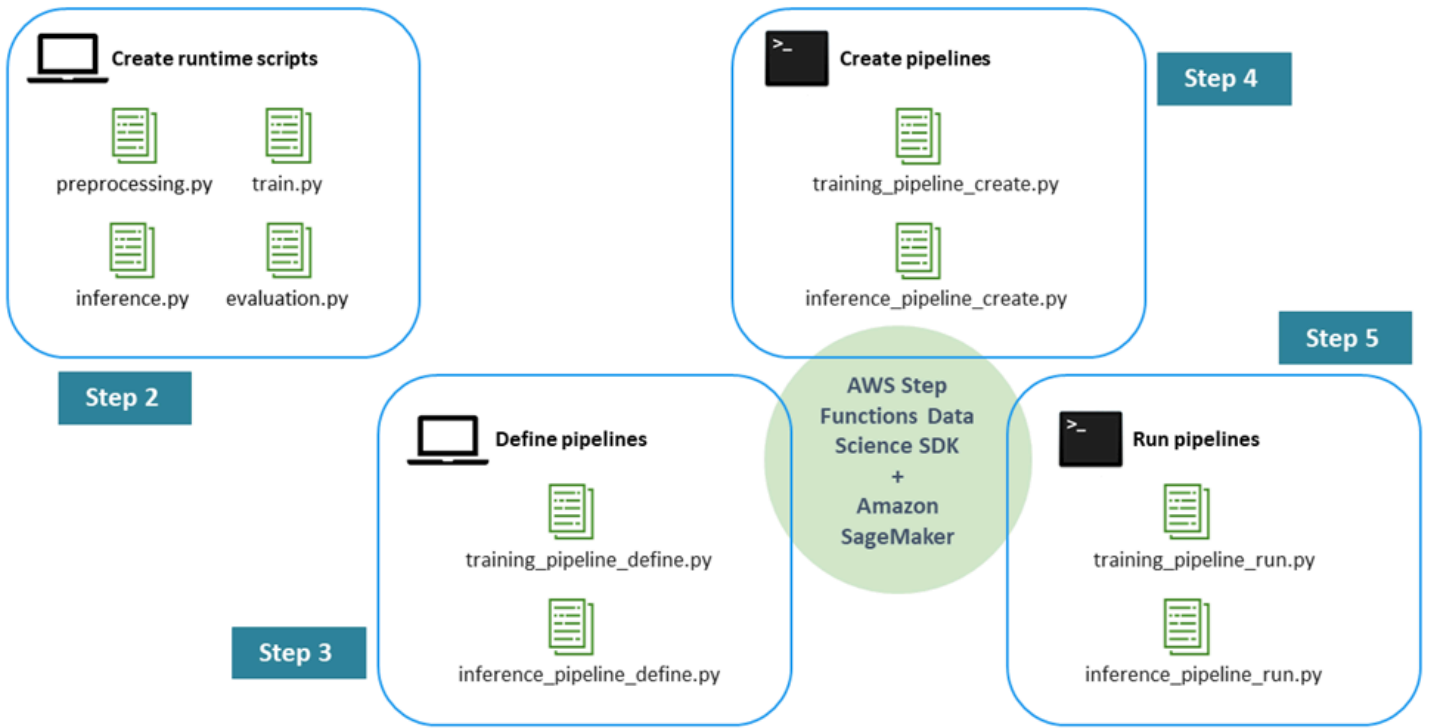 Create runtime scripts
preprocessing.py
train.py
inference.py
evaluation.py
Step 2
>_
Create pipelines
training_pipeline_create.py
inference_pipeline_create.py
Step 4
Define pipelines
training_pipeline_define.py
inference_pipeline_define.py
Step 3
AWS Step
Functions Data
Science SDK
+
Amazon
SageMaker
Step 5
>_
Run pipelines
training_pipeline_run.py
inference_pipeline_run.py